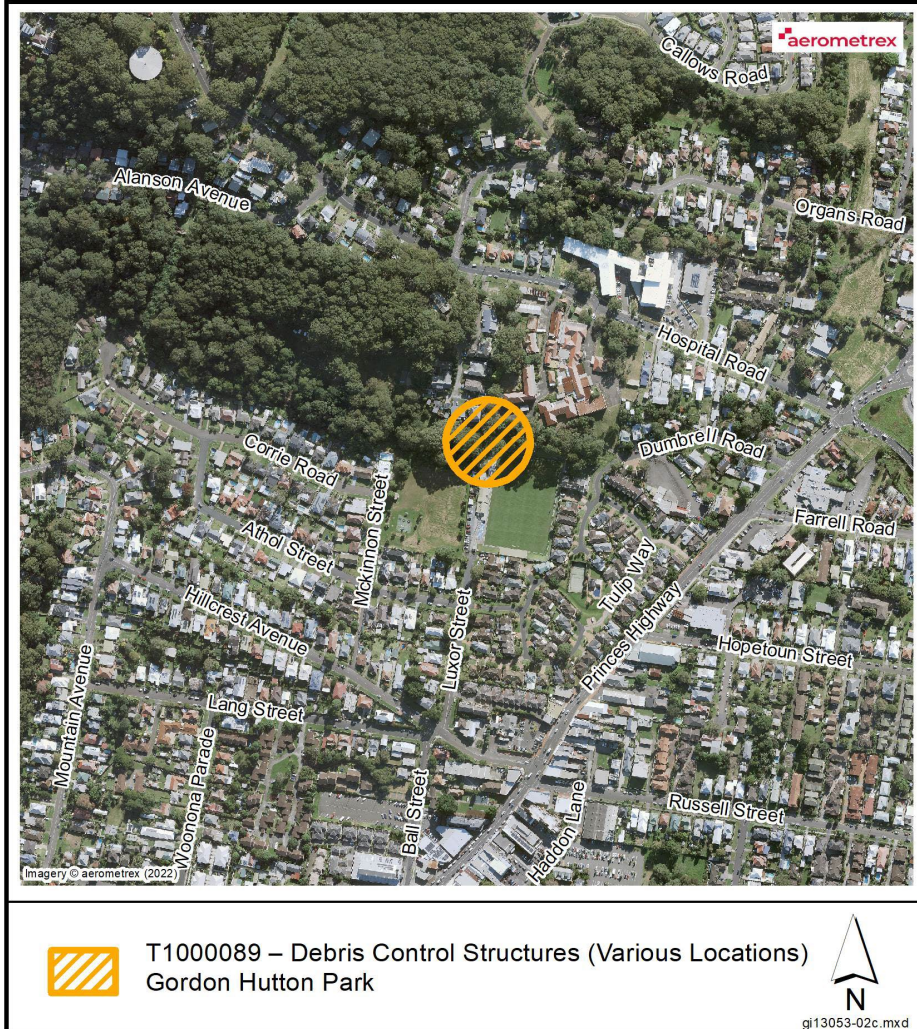 aerometrex
Callows Road
Alanson Avenue
Organs Road
Hospital Road
Dumbrell Road
Corrie Road
Mckinnon Street
Farrell Road
Athol Street
Tulip Way
Hillcrest Avenue
Princes Highway
Luxor Street
Hopetoun Street
Mountain Avenue
Lang Street
Woonona Parade
Ball Street
Haddon Lane
Russell Street
Imagery © aerometrex (2022)
T1000089 – Debris Control Structures (Various Locations)
Gordon Hutton Park
N
gi13053-02c.mxd